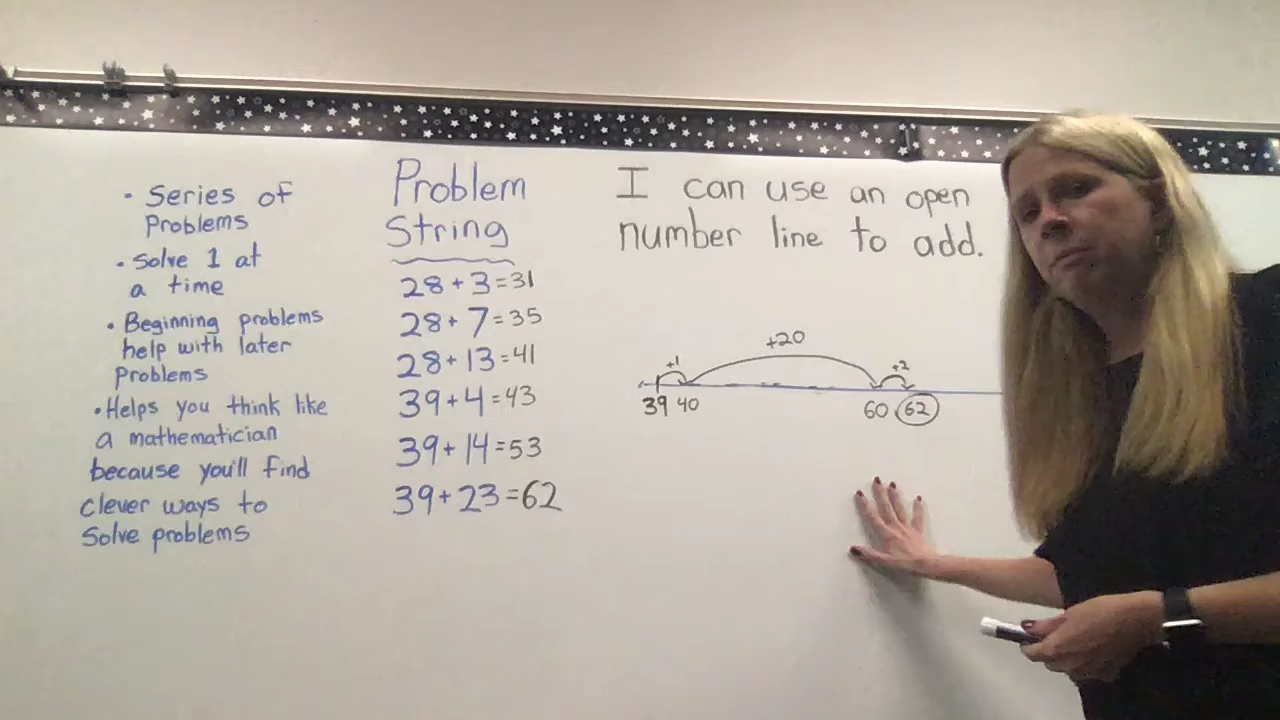 • Series of
Problems
• Solve 1 at
a time
• Beginning problems
help with later
Problems
• Helps you think like
a mathematician
because you'll find
clever ways to
Solve problems
Problem
String
28 + 3 = 31
28 + 7 = 35
28 + 13 = 41
39 + 4 = 43
39 + 14 = 53
39 + 23 = 62
I can use an open
number line to add.
+1 +20 +2
39 40 60 62